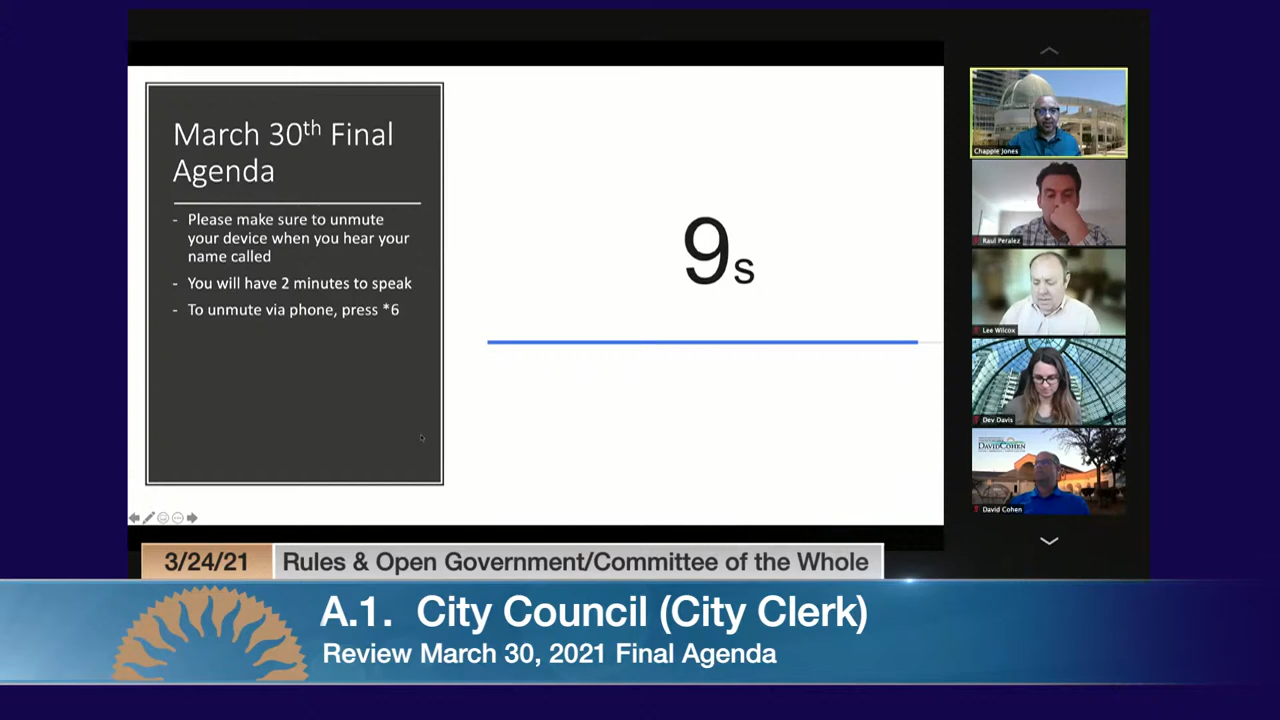 March 30th Final
Agenda
- Please make sure to unmute
your device when you hear your
name called
- You will have 2 minutes to speak
- To unmute via phone, press *6
9s
Chappie Jones
Raul Peralez
Lee Wilcox
Dev Davis
DAVID COHEN
David Cohen
3/24/21
Rules & Open Government/Committee of the Whole
A.1. City Council (City Clerk)
Review March 30, 2021 Final Agenda